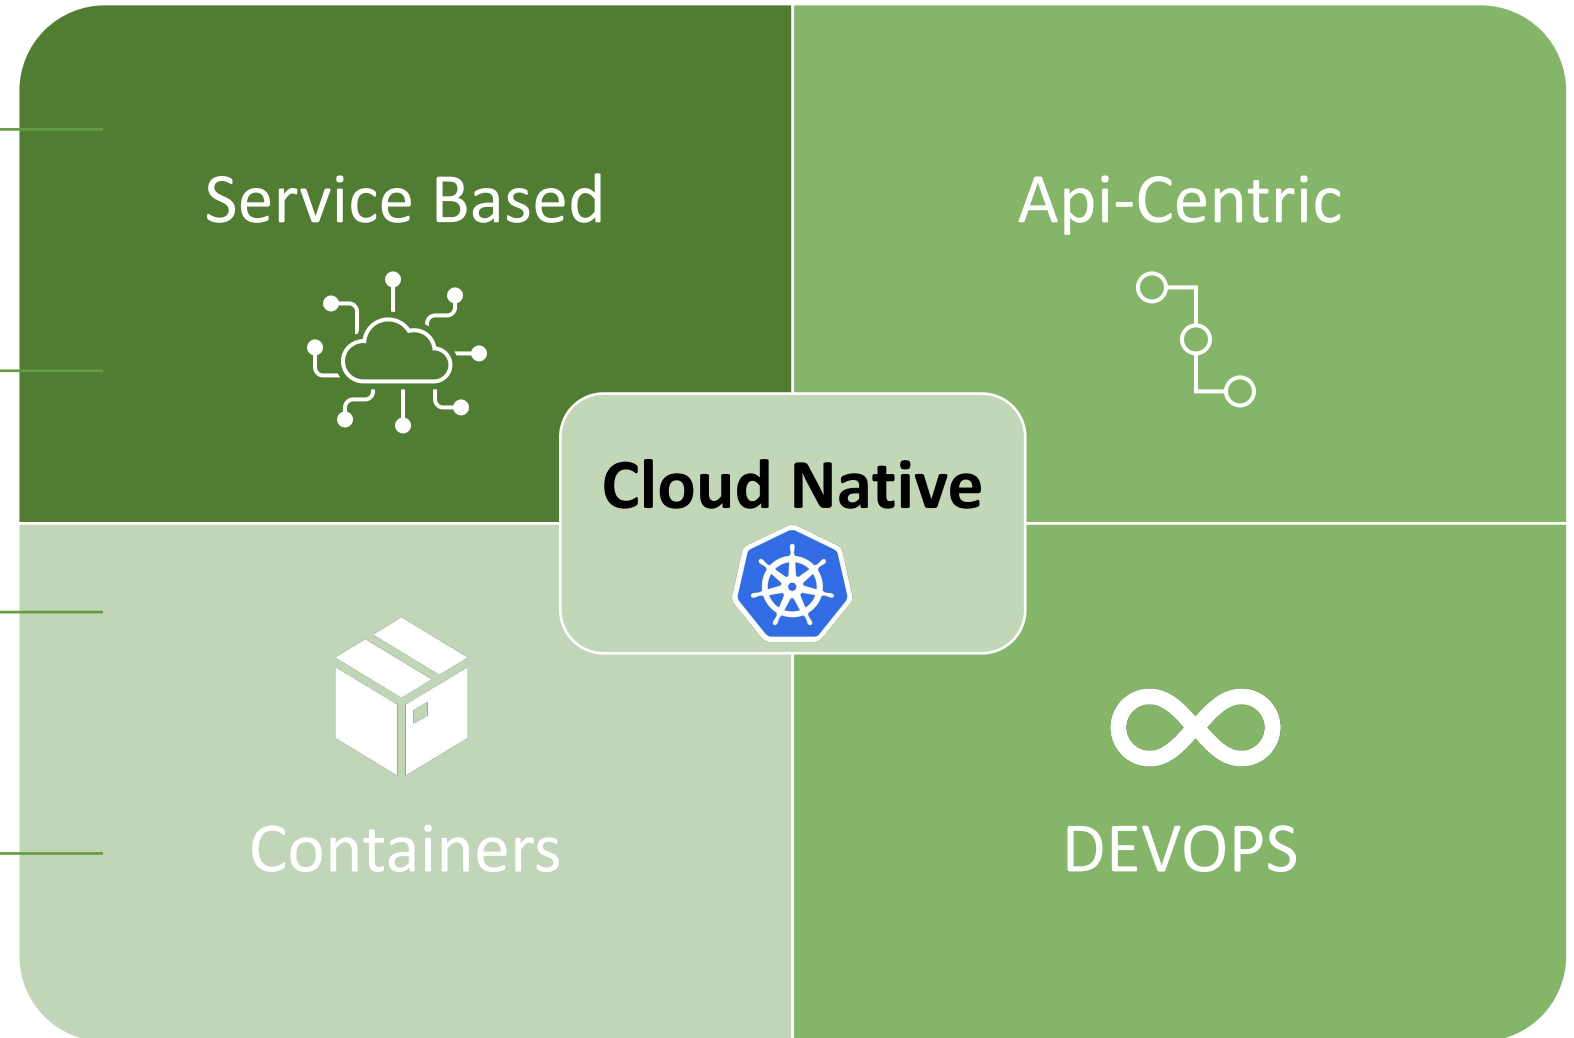 Service Based
Api-Centric
Cloud Native
Containers
DEVOPS